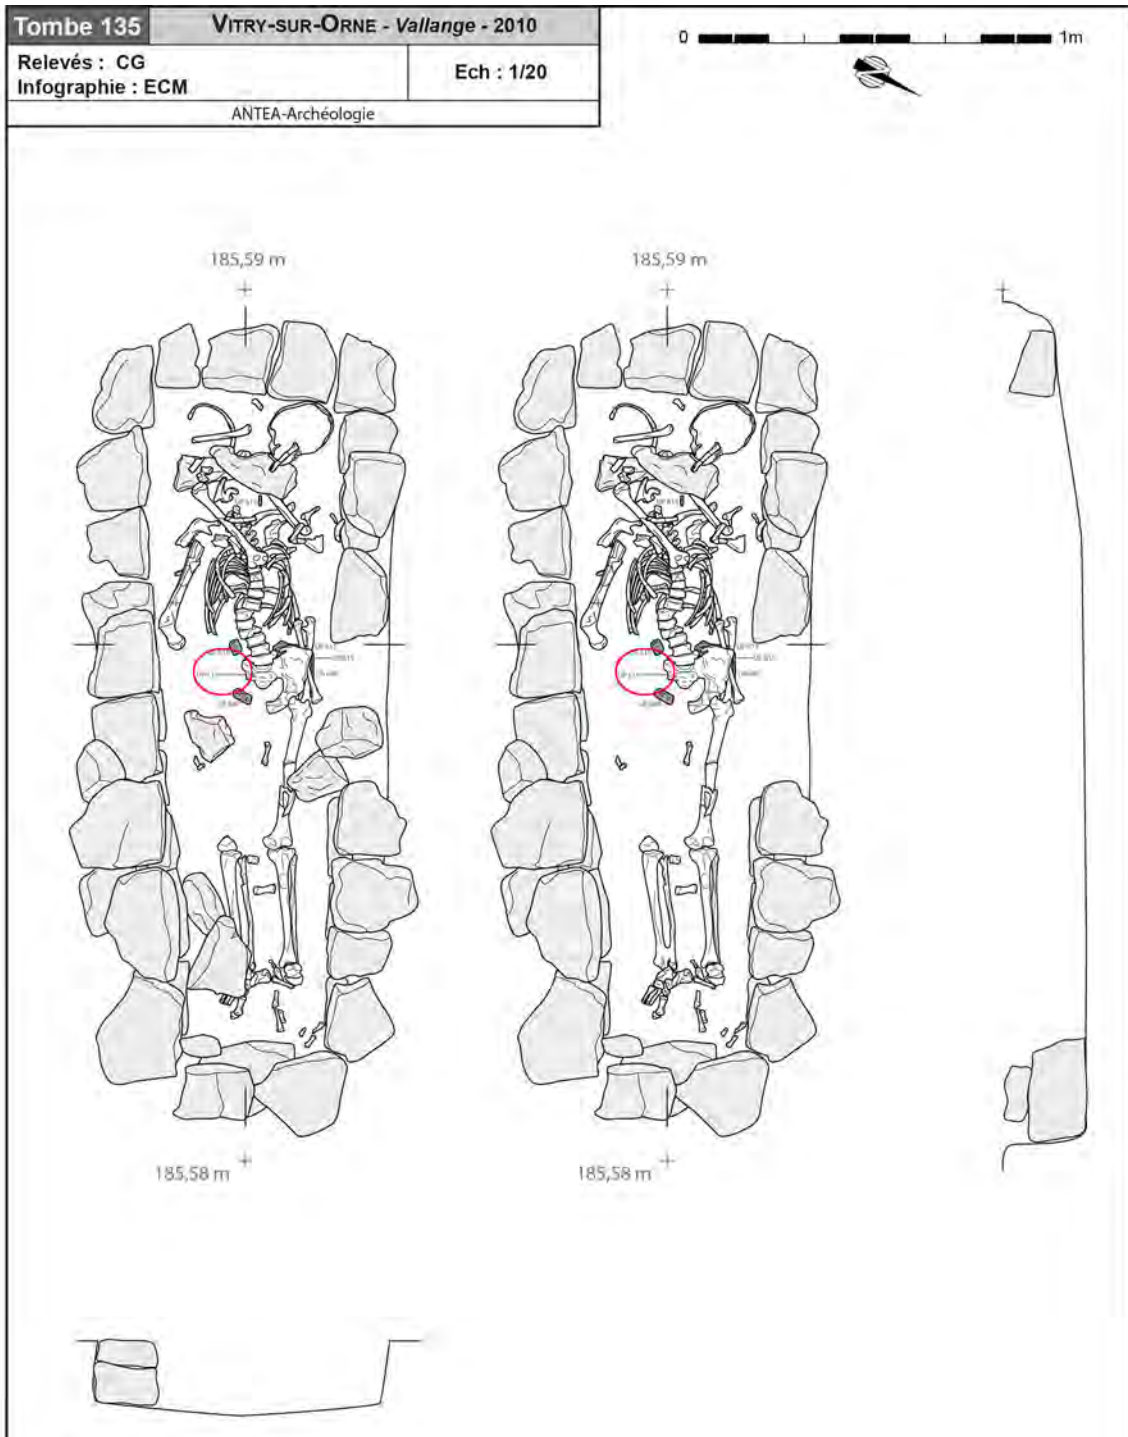 Tombe 135
VITRY-SUR-ORNE - Vallange - 2010
Relevés : CG
Infographie : ECM
Ech : 1/20
ANTEA-Archéologie
0 1m
185,59 m
185,59 m
185,58 m
185,58 m